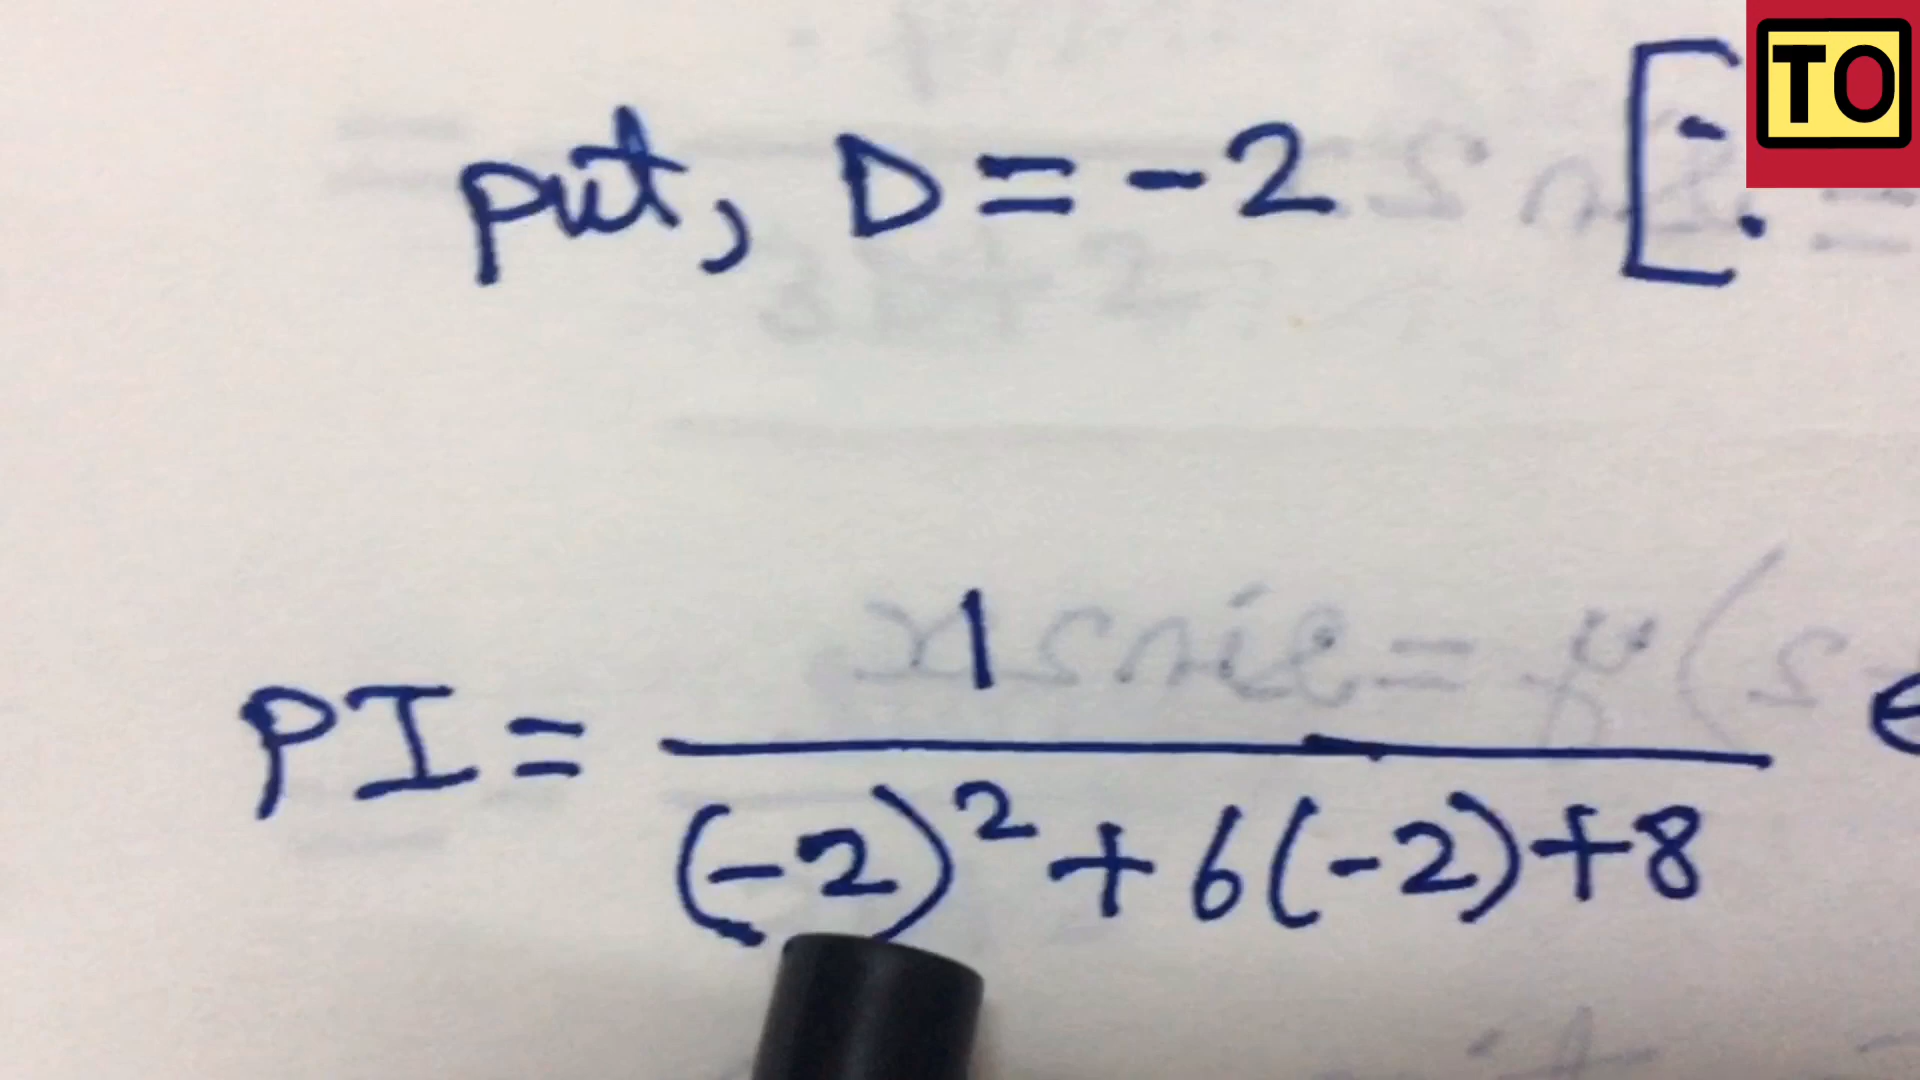 TO
put, D = -2 [∵
PI = 1 / (-2)² + 6(-2) + 8 e